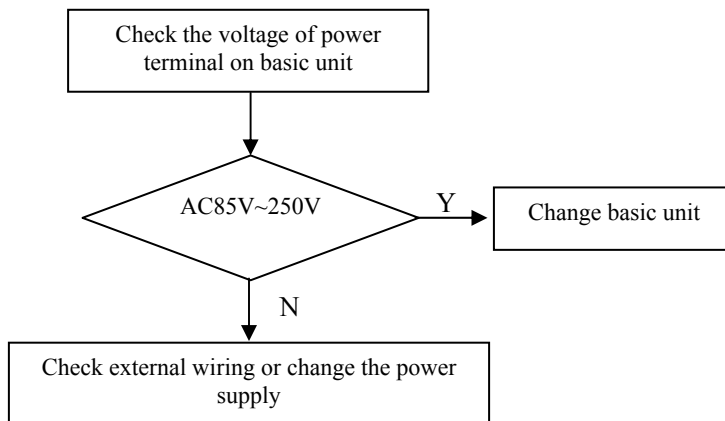 Check the voltage of power
terminal on basic unit
AC85V~250V
Y
Change basic unit
N
Check external wiring or change the power
supply